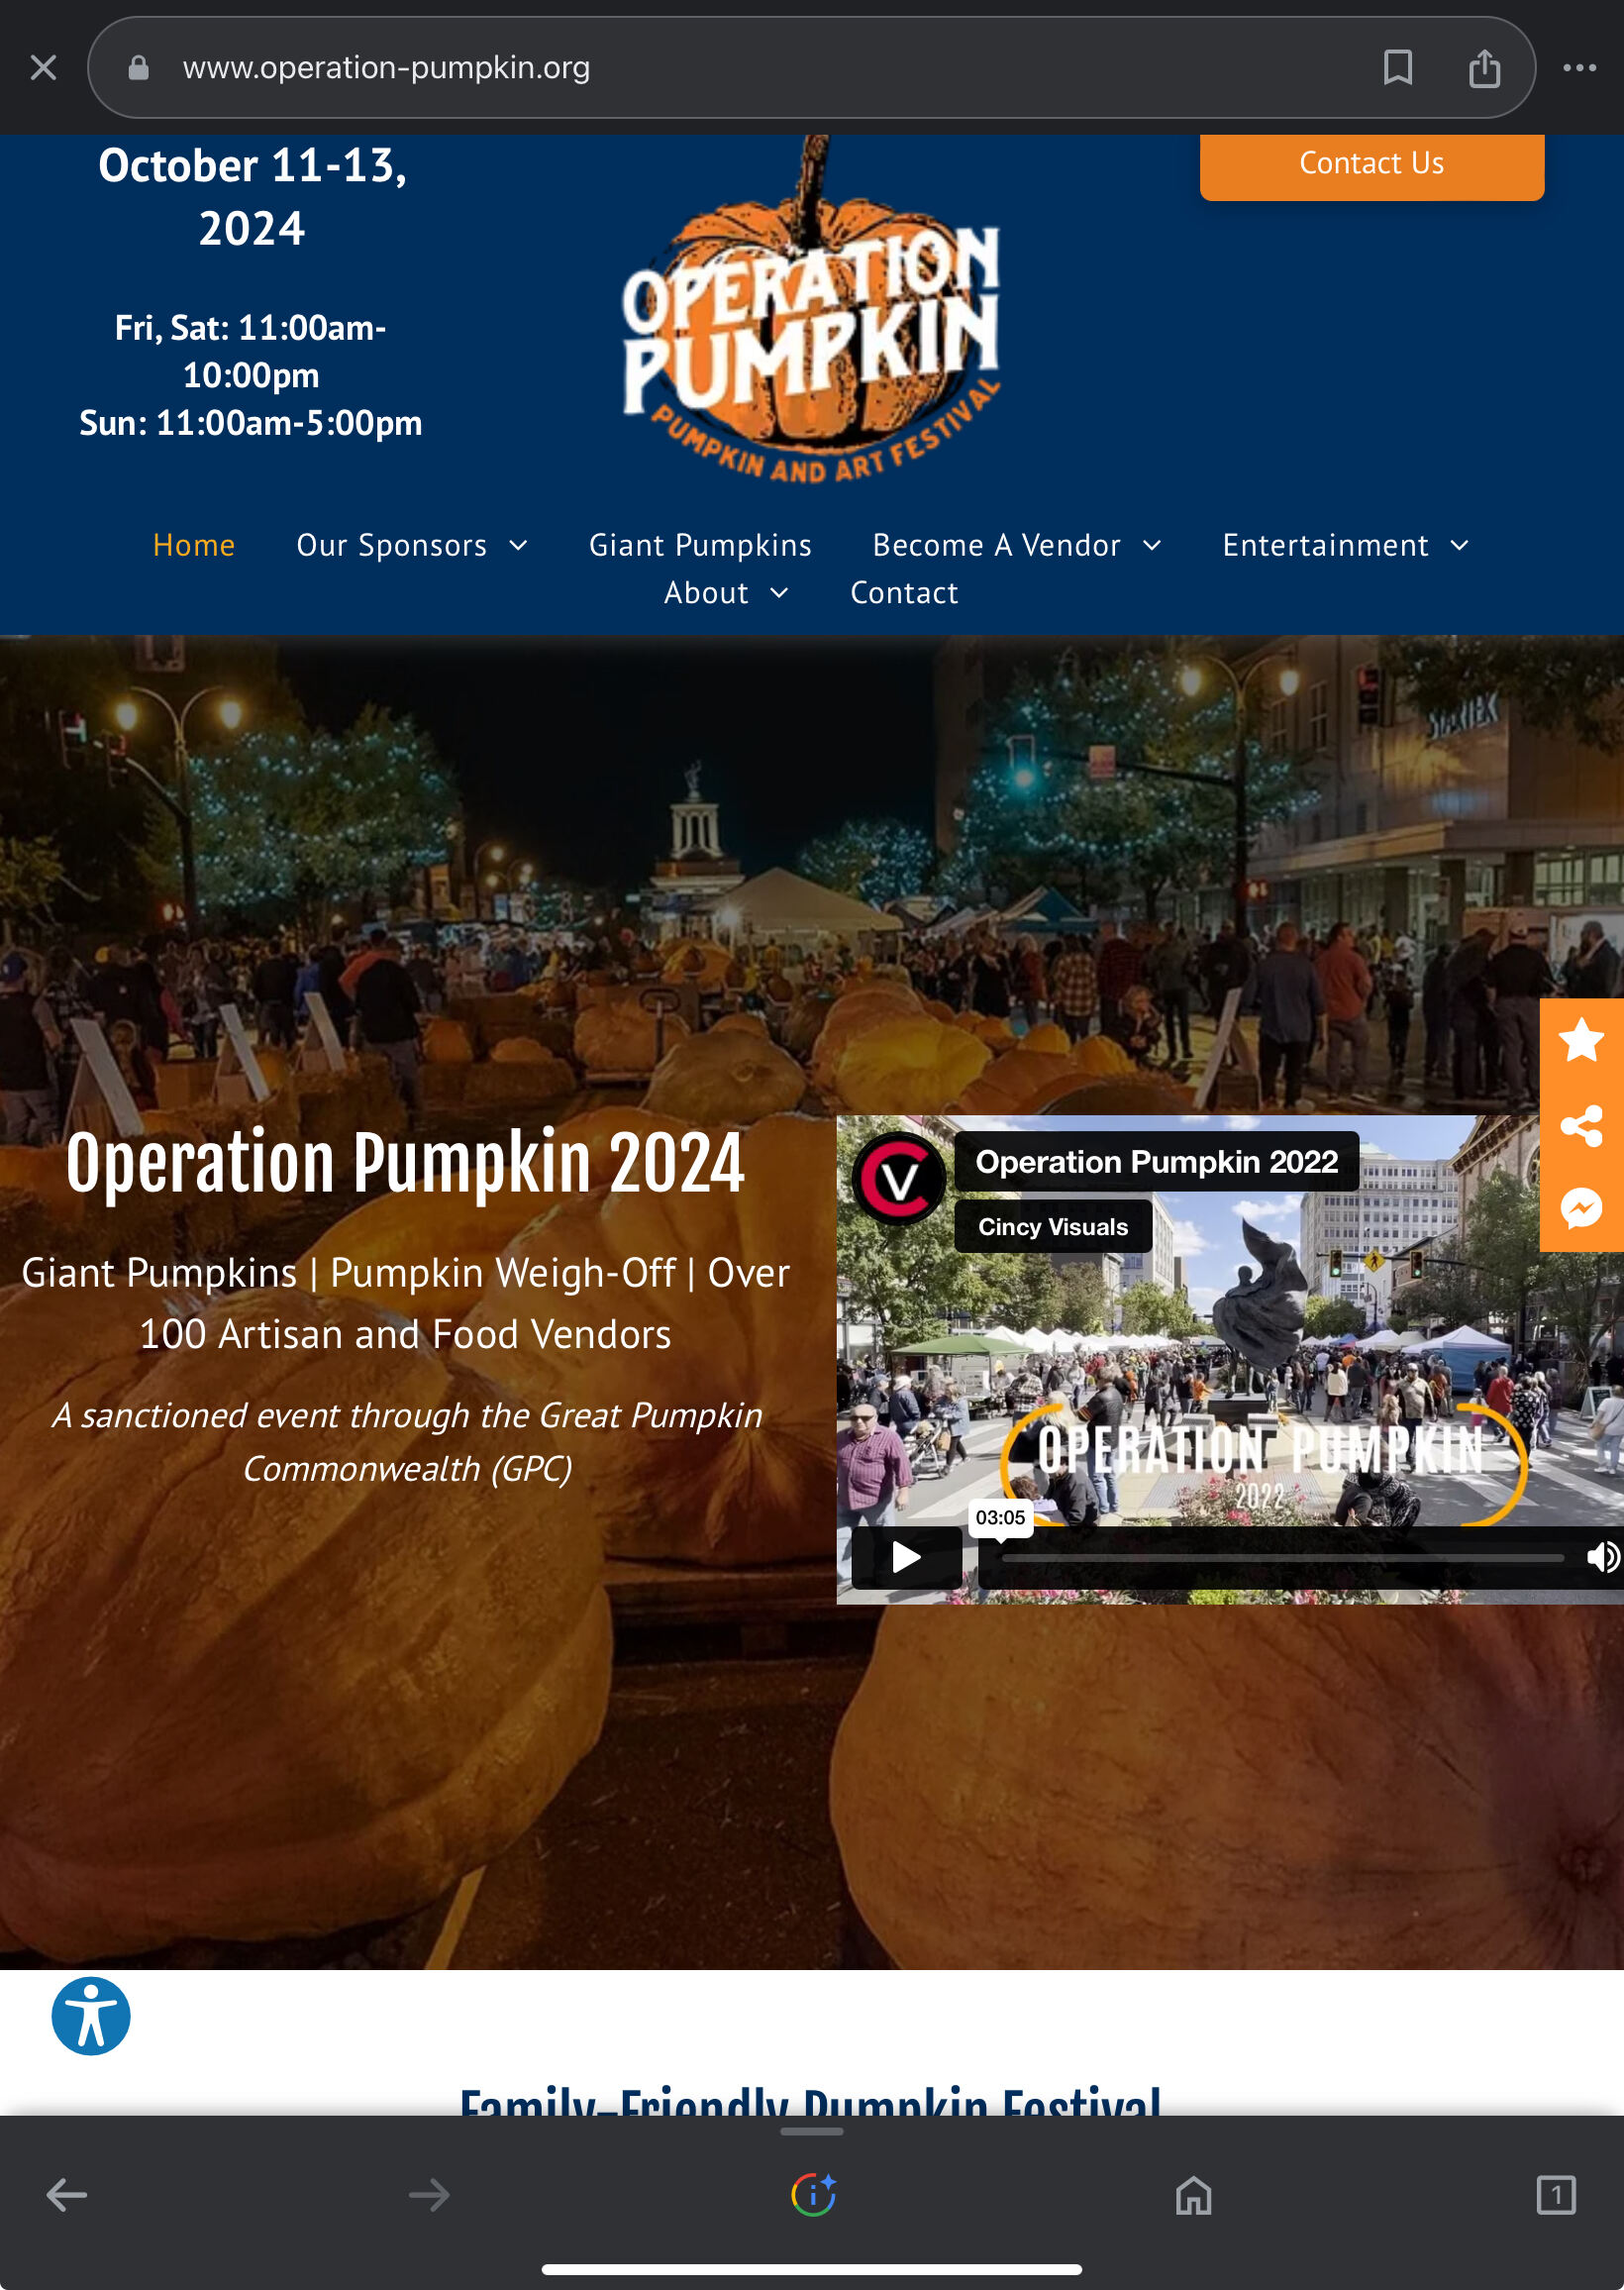 www.operation-pumpkin.org
October 11-13,
2024
Contact Us
Fri, Sat: 11:00am-
10:00pm
Sun: 11:00am-5:00pm
OPERATION
PUMPKIN
PUMPKIN AND ART FESTIVAL
Home Our Sponsors Giant Pumpkins Become A Vendor Entertainment
About Contact
Operation Pumpkin 2024
Giant Pumpkins | Pumpkin Weigh-Off | Over
100 Artisan and Food Vendors
A sanctioned event through the Great Pumpkin
Commonwealth (GPC)
CV
Operation Pumpkin 2022
Cincy Visuals
OPERATION PUMPKIN
2022
03:05
Family-Friendly Pumpkin Festival
1